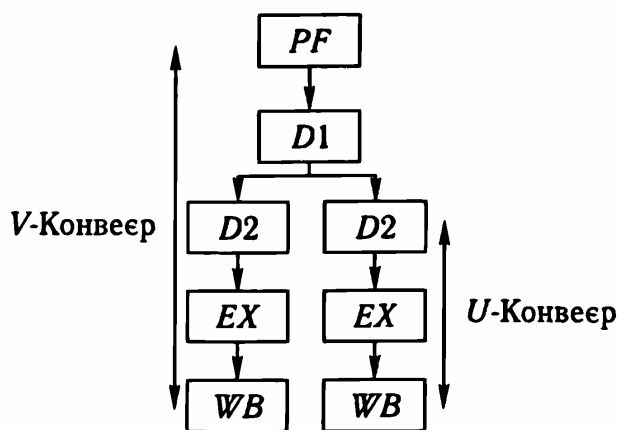 PF
D1
D2 D2
V-Конвеєр
EX EX
U-Конвеєр
WB WB